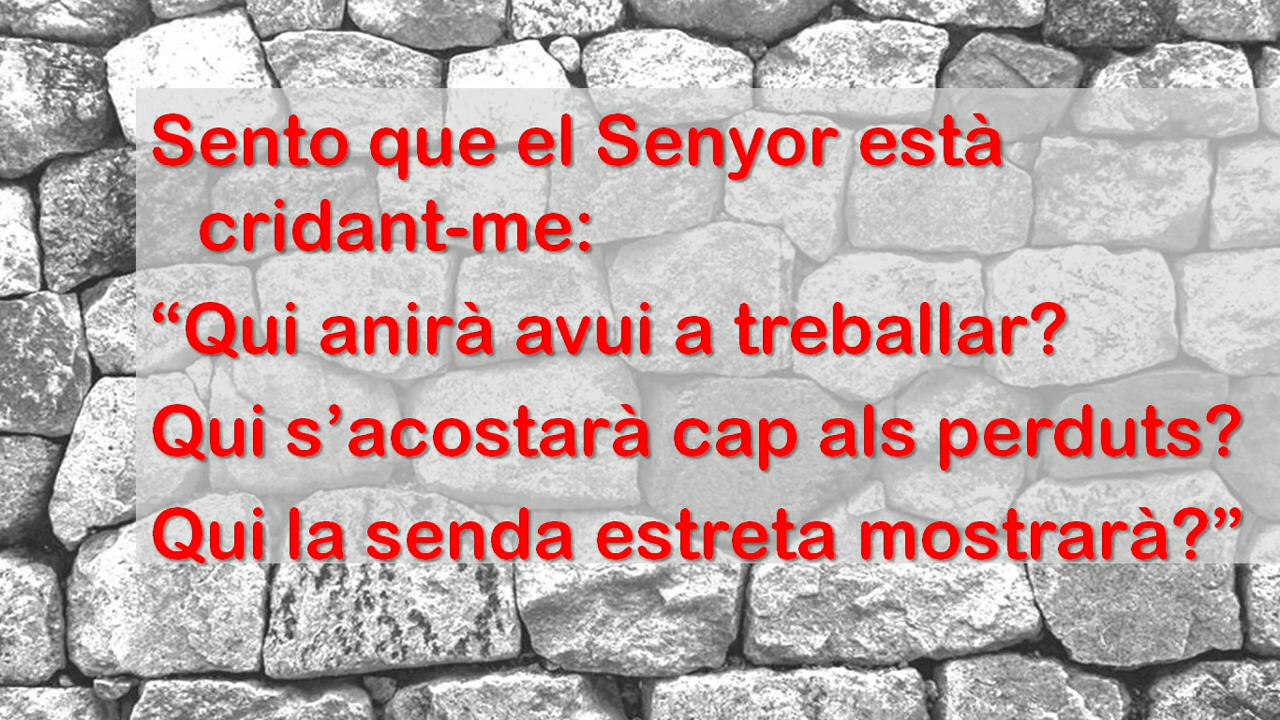 Sento que el Senyor està
cridant-me:
“Qui anirà avui a treballar?
Qui s’acostarà cap als perduts?
Qui la senda estreta mostrarà?”